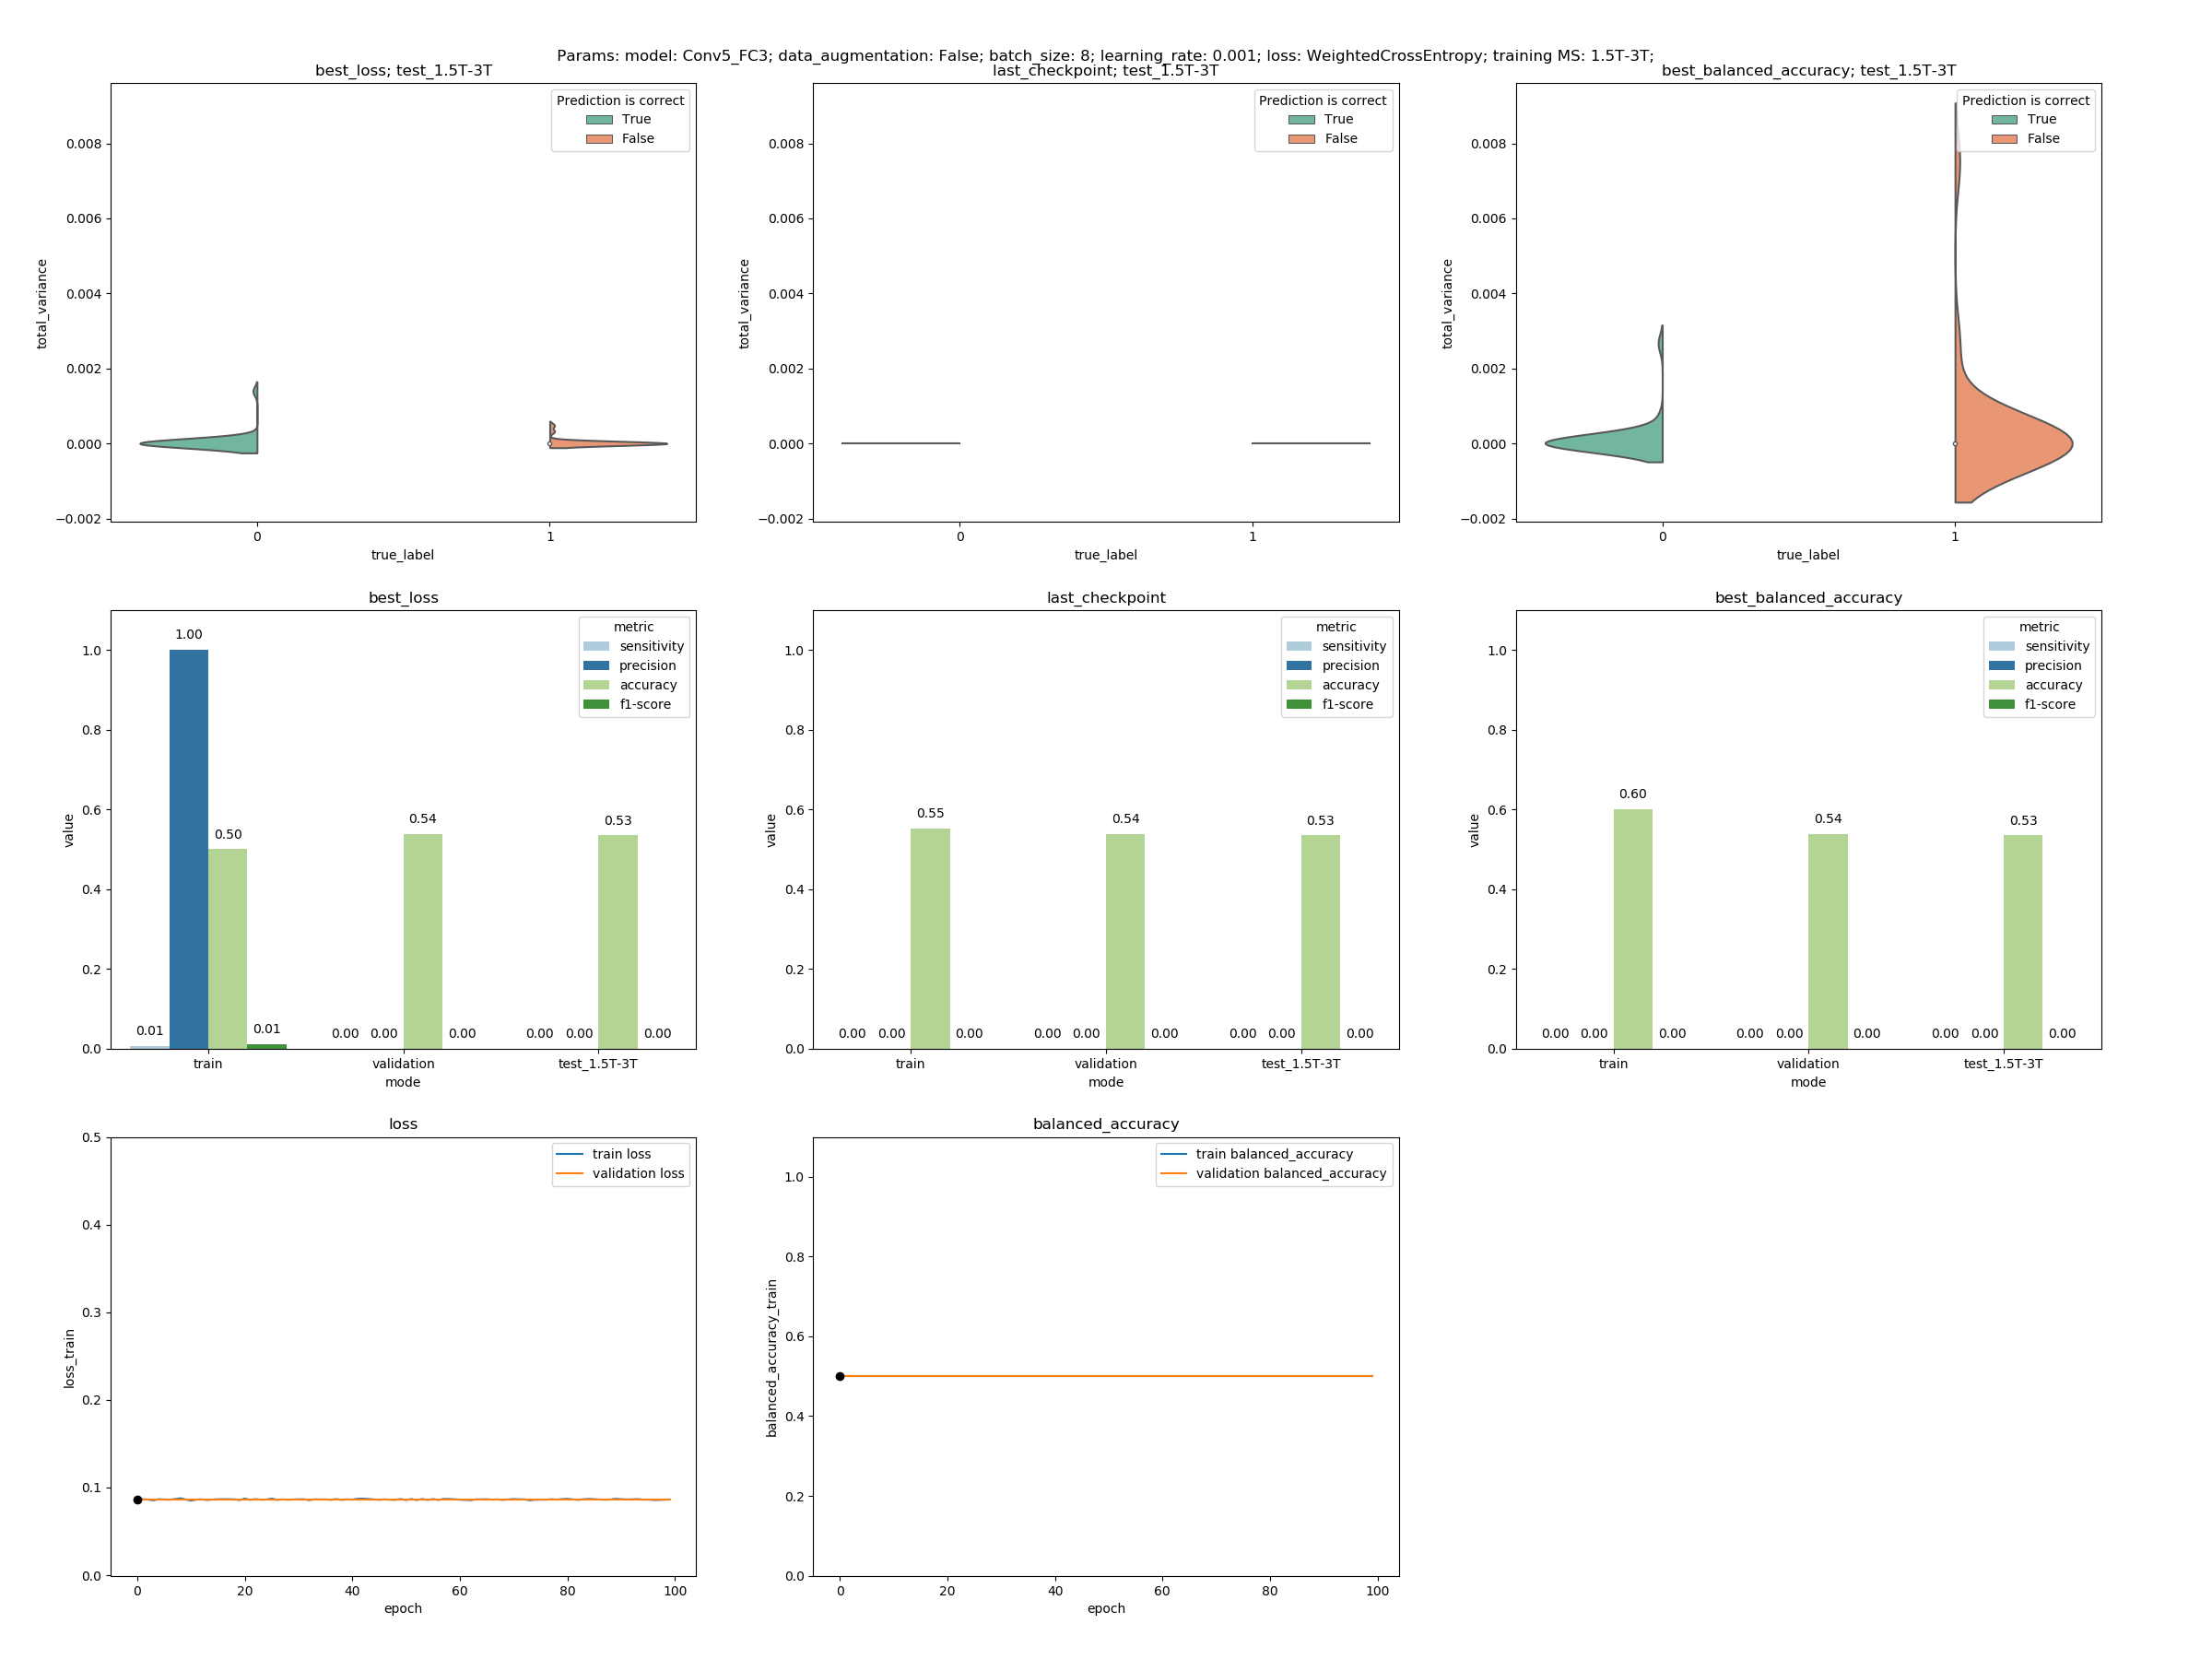 Params: model: Conv5_FC3; data_augmentation: False; batch_size: 8; learning_rate: 0.001; loss: WeightedCrossEntropy; training MS: 1.5T-3T;
best_loss; test_1.5T-3T
Prediction is correct
True
False
0.008
0.006
0.004
0.002
0.000
−0.002
total_variance
0
1
true_label
last_checkpoint; test_1.5T-3T
Prediction is correct
True
False
0.008
0.006
0.004
0.002
0.000
−0.002
total_variance
0
1
true_label
best_balanced_accuracy; test_1.5T-3T
Prediction is correct
True
False
0.008
0.006
0.004
0.002
0.000
−0.002
total_variance
0
1
true_label
best_loss
metric
sensitivity
precision
accuracy
f1-score
1.0
0.8
0.6
0.4
0.2
0.0
value
0.01
1.00
0.50
0.01
0.00
0.00
0.54
0.00
0.00
0.00
0.53
0.00
train
validation
test_1.5T-3T
mode
last_checkpoint
metric
sensitivity
precision
accuracy
f1-score
1.0
0.8
0.6
0.4
0.2
0.0
value
0.00
0.00
0.55
0.00
0.00
0.00
0.54
0.00
0.00
0.00
0.53
0.00
train
validation
test_1.5T-3T
mode
best_balanced_accuracy
metric
sensitivity
precision
accuracy
f1-score
1.0
0.8
0.6
0.4
0.2
0.0
value
0.00
0.00
0.60
0.00
0.00
0.00
0.54
0.00
0.00
0.00
0.53
0.00
train
validation
test_1.5T-3T
mode
loss
train loss
validation loss
0.5
0.4
0.3
0.2
0.1
0.0
loss_train
0
20
40
60
80
100
epoch
balanced_accuracy
train balanced_accuracy
validation balanced_accuracy
1.0
0.8
0.6
0.4
0.2
0.0
balanced_accuracy_train
0
20
40
60
80
100
epoch